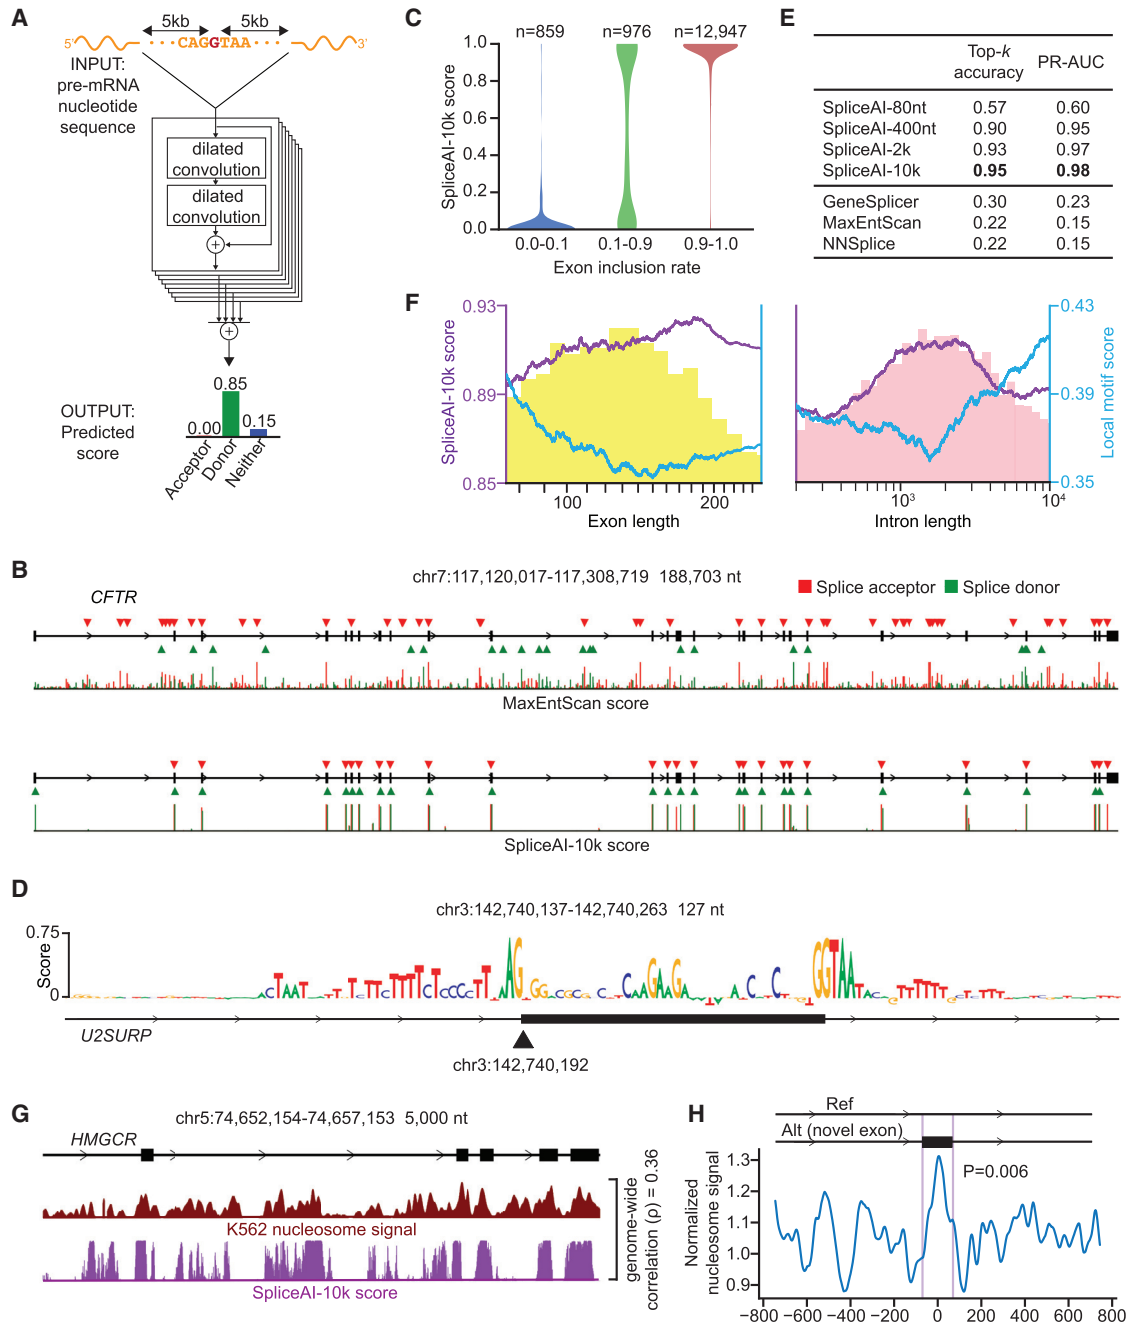 A
5kb 5kb
5' ····CAGGTAA···· 3'
INPUT:
pre-mRNA
nucleotide
sequence
dilated
convolution
dilated
convolution
+
+
OUTPUT:
Predicted
score
0.00
0.85
0.15
Acceptor
Donor
Neither
C
n=859 n=976 n=12,947
SpliceAI-10k score
1.0
0.8
0.6
0.4
0.2
0.0
0.0-0.1 0.1-0.9 0.9-1.0
Exon inclusion rate
E
Top-k accuracy PR-AUC
SpliceAI-80nt 0.57 0.60
SpliceAI-400nt 0.90 0.95
SpliceAI-2k 0.93 0.97
SpliceAI-10k 0.95 0.98
GeneSplicer 0.30 0.23
MaxEntScan 0.22 0.15
NNSplice 0.22 0.15
F
SpliceAI-10k score
0.93
0.89
0.85
100 200
Exon length
10³ 10⁴
Intron length
0.43
0.39
0.35
Local motif score
B
chr7:117,120,017-117,308,719 188,703 nt
Splice acceptor Splice donor
CFTR
MaxEntScan score
SpliceAI-10k score
D
chr3:142,740,137-142,740,263 127 nt
Score
0.75
0
U2SURP
chr3:142,740,192
G
chr5:74,652,154-74,657,153 5,000 nt
HMGCR
K562 nucleosome signal
SpliceAI-10k score
genome-wide
correlation (ρ) = 0.36
H
Ref
Alt (novel exon)
P=0.006
Normalized
nucleosome signal
1.3
1.2
1.1
1.0
0.9
−800 −600 −400 −200 0 200 400 600 800